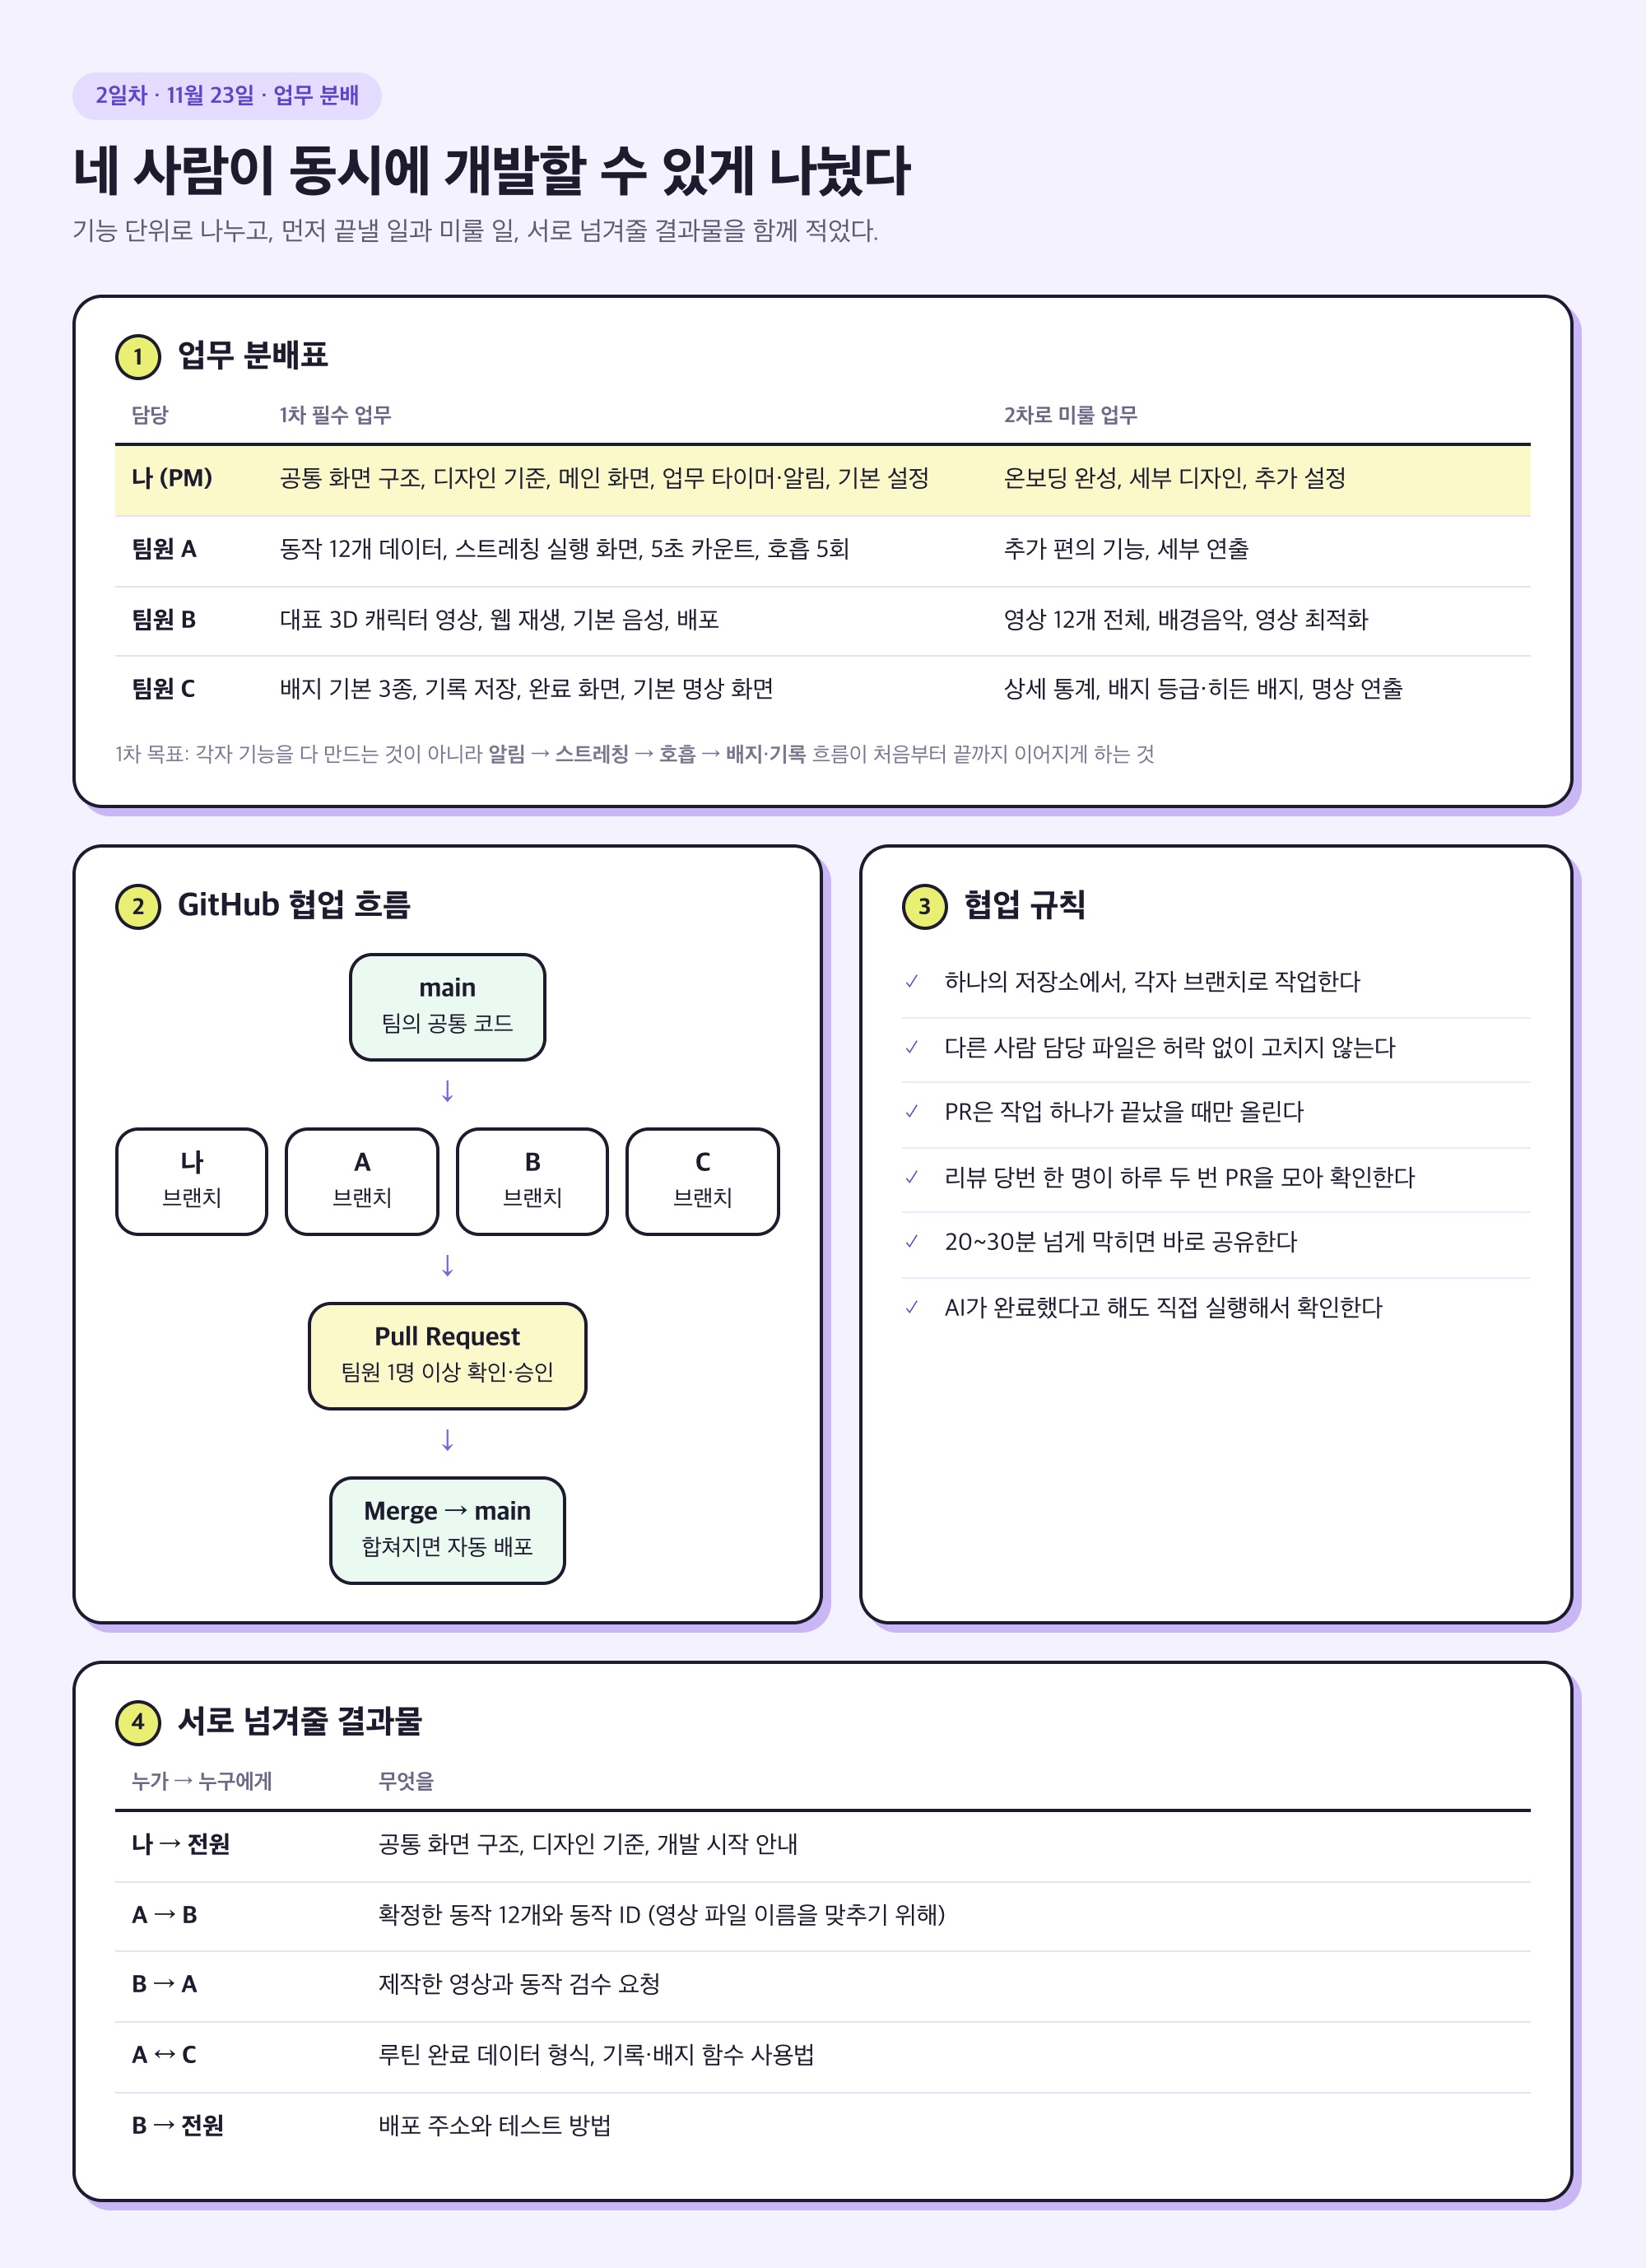 2일차 · 11월 23일 · 업무 분배
네 사람이 동시에 개발할 수 있게 나눴다
기능 단위로 나누고, 먼저 끝낼 일과 미룰 일, 서로 넘겨줄 결과물을 함께 적었다.
1 업무 분배표
담당 1차 필수 업무 2차로 미룰 업무
나 (PM) 공통 화면 구조, 디자인 기준, 메인 화면, 업무 타이머·알림, 기본 설정 온보딩 완성, 세부 디자인, 추가 설정
팀원 A 동작 12개 데이터, 스트레칭 실행 화면, 5초 카운트, 호흡 5회 추가 편의 기능, 세부 연출
팀원 B 대표 3D 캐릭터 영상, 웹 재생, 기본 음성, 배포 영상 12개 전체, 배경음악, 영상 최적화
팀원 C 배지 기본 3종, 기록 저장, 완료 화면, 기본 명상 화면 상세 통계, 배지 등급·히든 배지, 명상 연출
1차 목표: 각자 기능을 다 만드는 것이 아니라 알림 → 스트레칭 → 호흡 → 배지·기록 흐름이 처음부터 끝까지 이어지게 하는 것
2 GitHub 협업 흐름
main
팀의 공통 코드
↓
나 A B C
브랜치 브랜치 브랜치 브랜치
↓
Pull Request
팀원 1명 이상 확인·승인
↓
Merge → main
합쳐지면 자동 배포
3 협업 규칙
✓ 하나의 저장소에서, 각자 브랜치로 작업한다
✓ 다른 사람 담당 파일은 허락 없이 고치지 않는다
✓ PR은 작업 하나가 끝났을 때만 올린다
✓ 리뷰 당번 한 명이 하루 두 번 PR을 모아 확인한다
✓ 20~30분 넘게 막히면 바로 공유한다
✓ AI가 완료했다고 해도 직접 실행해서 확인한다
4 서로 넘겨줄 결과물
누가 → 누구에게 무엇을
나 → 전원 공통 화면 구조, 디자인 기준, 개발 시작 안내
A → B 확정한 동작 12개와 동작 ID (영상 파일 이름을 맞추기 위해)
B → A 제작한 영상과 동작 검수 요청
A ↔ C 루틴 완료 데이터 형식, 기록·배지 함수 사용법
B → 전원 배포 주소와 테스트 방법